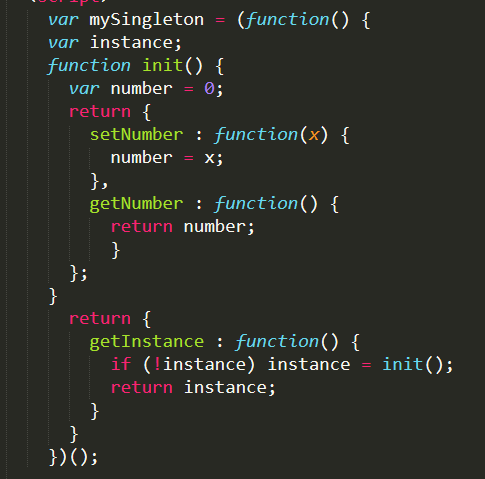 (script)
var mySingleton = (function() {
var instance;
function init() {
var number = 0;
return {
setNumber : function(x) {
number = x;
},
getNumber : function() {
return number;
}
};
}
return {
getInstance : function() {
if (!instance) instance = init();
return instance;
}
}
})();